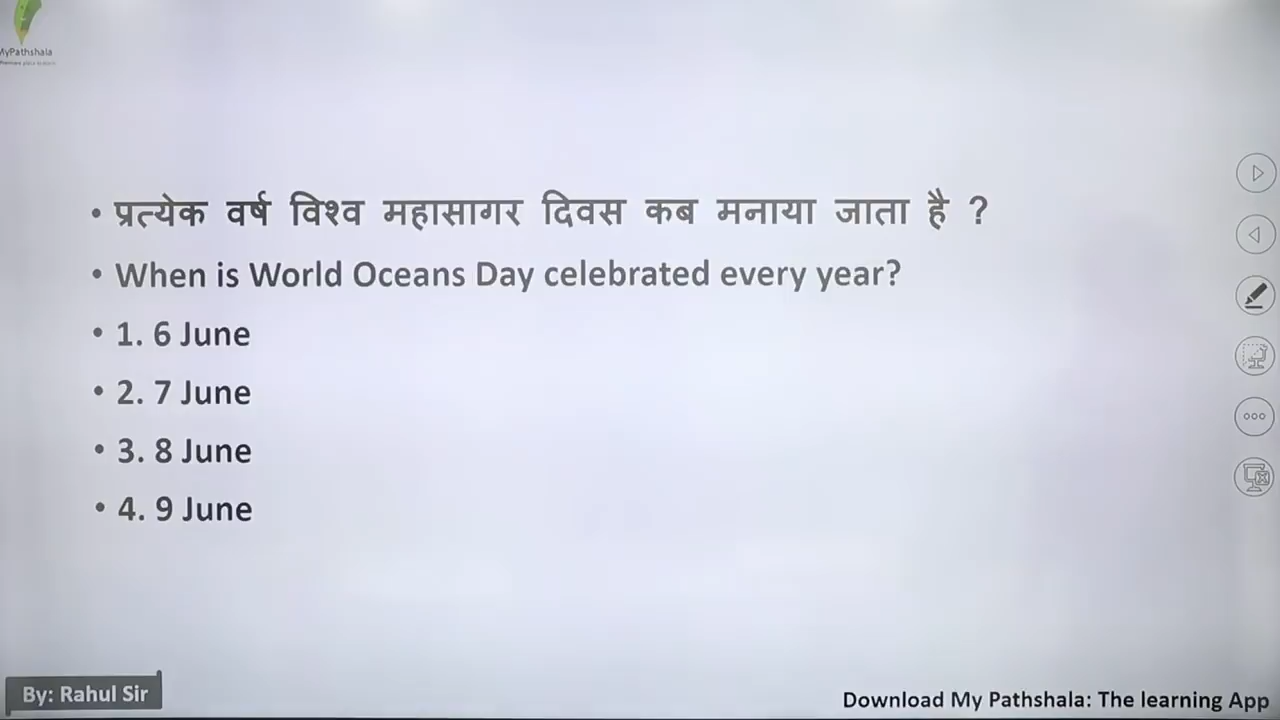 MyPathshala
• प्रत्येक वर्ष विश्व महासागर दिवस कब मनाया जाता है ?
• When is World Oceans Day celebrated every year?
• 1. 6 June
• 2. 7 June
• 3. 8 June
• 4. 9 June
By: Rahul Sir
Download My Pathshala: The learning App